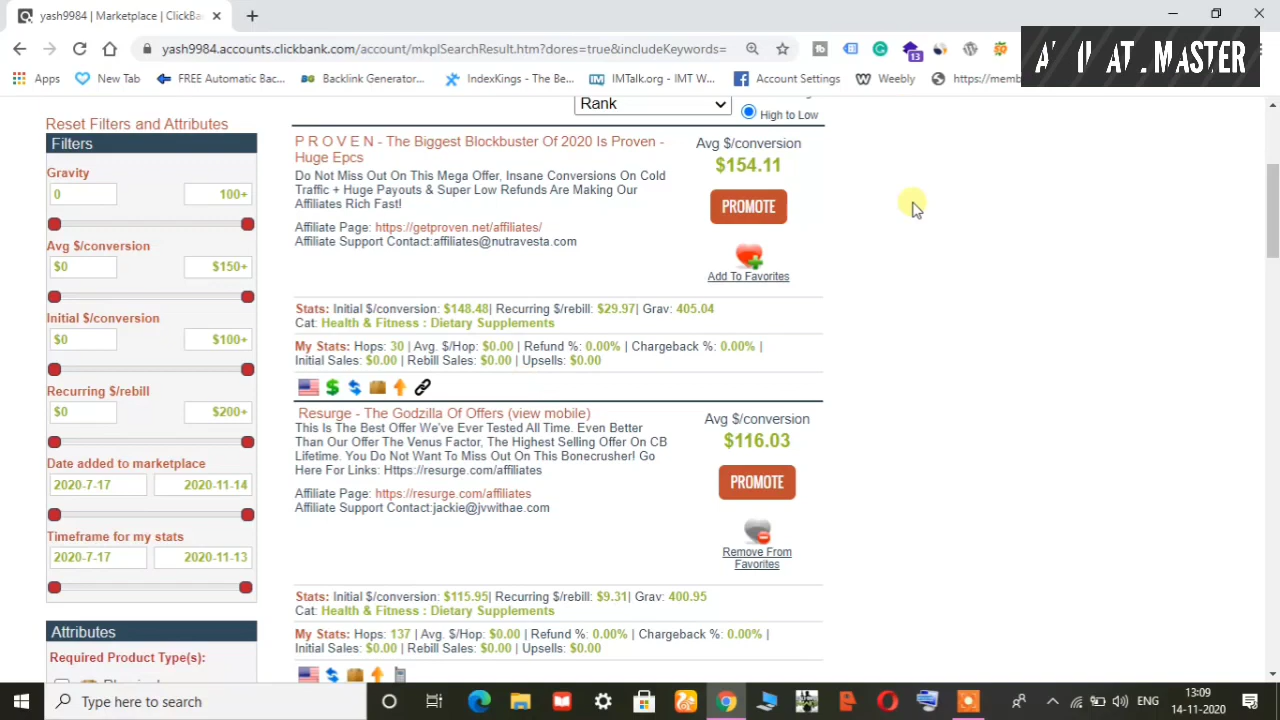 yash9984 | Marketplace | ClickBa
yash9984.accounts.clickbank.com/account/mkplSearchResult.htm?dores=true&includeKeywords=
13
Apps
New Tab
FREE Automatic Bac...
Backlink Generator...
IndexKings - The Be...
IMTalk.org - IMT W...
Account Settings
Weebly
https://memb
MASTER
Rank
High to Low
Reset Filters and Attributes
Filters
Gravity
0 100+
Avg $/conversion
$0 $150+
Initial $/conversion
$0 $100+
Recurring $/rebill
$0 $200+
Date added to marketplace
2020-7-17 2020-11-14
Timeframe for my stats
2020-7-17 2020-11-13
Attributes
Required Product Type(s):
P R O V E N - The Biggest Blockbuster Of 2020 Is Proven -
Huge Epcs
Do Not Miss Out On This Mega Offer, Insane Conversions On Cold
Traffic + Huge Payouts & Super Low Refunds Are Making Our
Affiliates Rich Fast!
Affiliate Page: https://getproven.net/affiliates/
Affiliate Support Contact:affiliates@nutravesta.com
Avg $/conversion
$154.11
PROMOTE
Add To Favorites
Stats: Initial $/conversion: $148.48| Recurring $/rebill: $29.97| Grav: 405.04
Cat: Health & Fitness : Dietary Supplements
My Stats: Hops: 30 | Avg. $/Hop: $0.00 | Refund %: 0.00% | Chargeback %: 0.00% |
Initial Sales: $0.00 | Rebill Sales: $0.00 | Upsells: $0.00
Resurge - The Godzilla Of Offers (view mobile)
This Is The Best Offer We've Ever Tested All Time. Even Better
Than Our Offer The Venus Factor, The Highest Selling Offer On CB
Lifetime. You Do Not Want To Miss Out On This Bonecrusher! Go
Here For Links: Https://resurge.com/affiliates
Affiliate Page: https://resurge.com/affiliates
Affiliate Support Contact:jackie@jvwithae.com
Avg $/conversion
$116.03
PROMOTE
Remove From
Favorites
Stats: Initial $/conversion: $115.95| Recurring $/rebill: $9.31| Grav: 400.95
Cat: Health & Fitness : Dietary Supplements
My Stats: Hops: 137 | Avg. $/Hop: $0.00 | Refund %: 0.00% | Chargeback %: 0.00% |
Initial Sales: $0.00 | Rebill Sales: $0.00 | Upsells: $0.00
Type here to search
ENG
13:09
14-11-2020